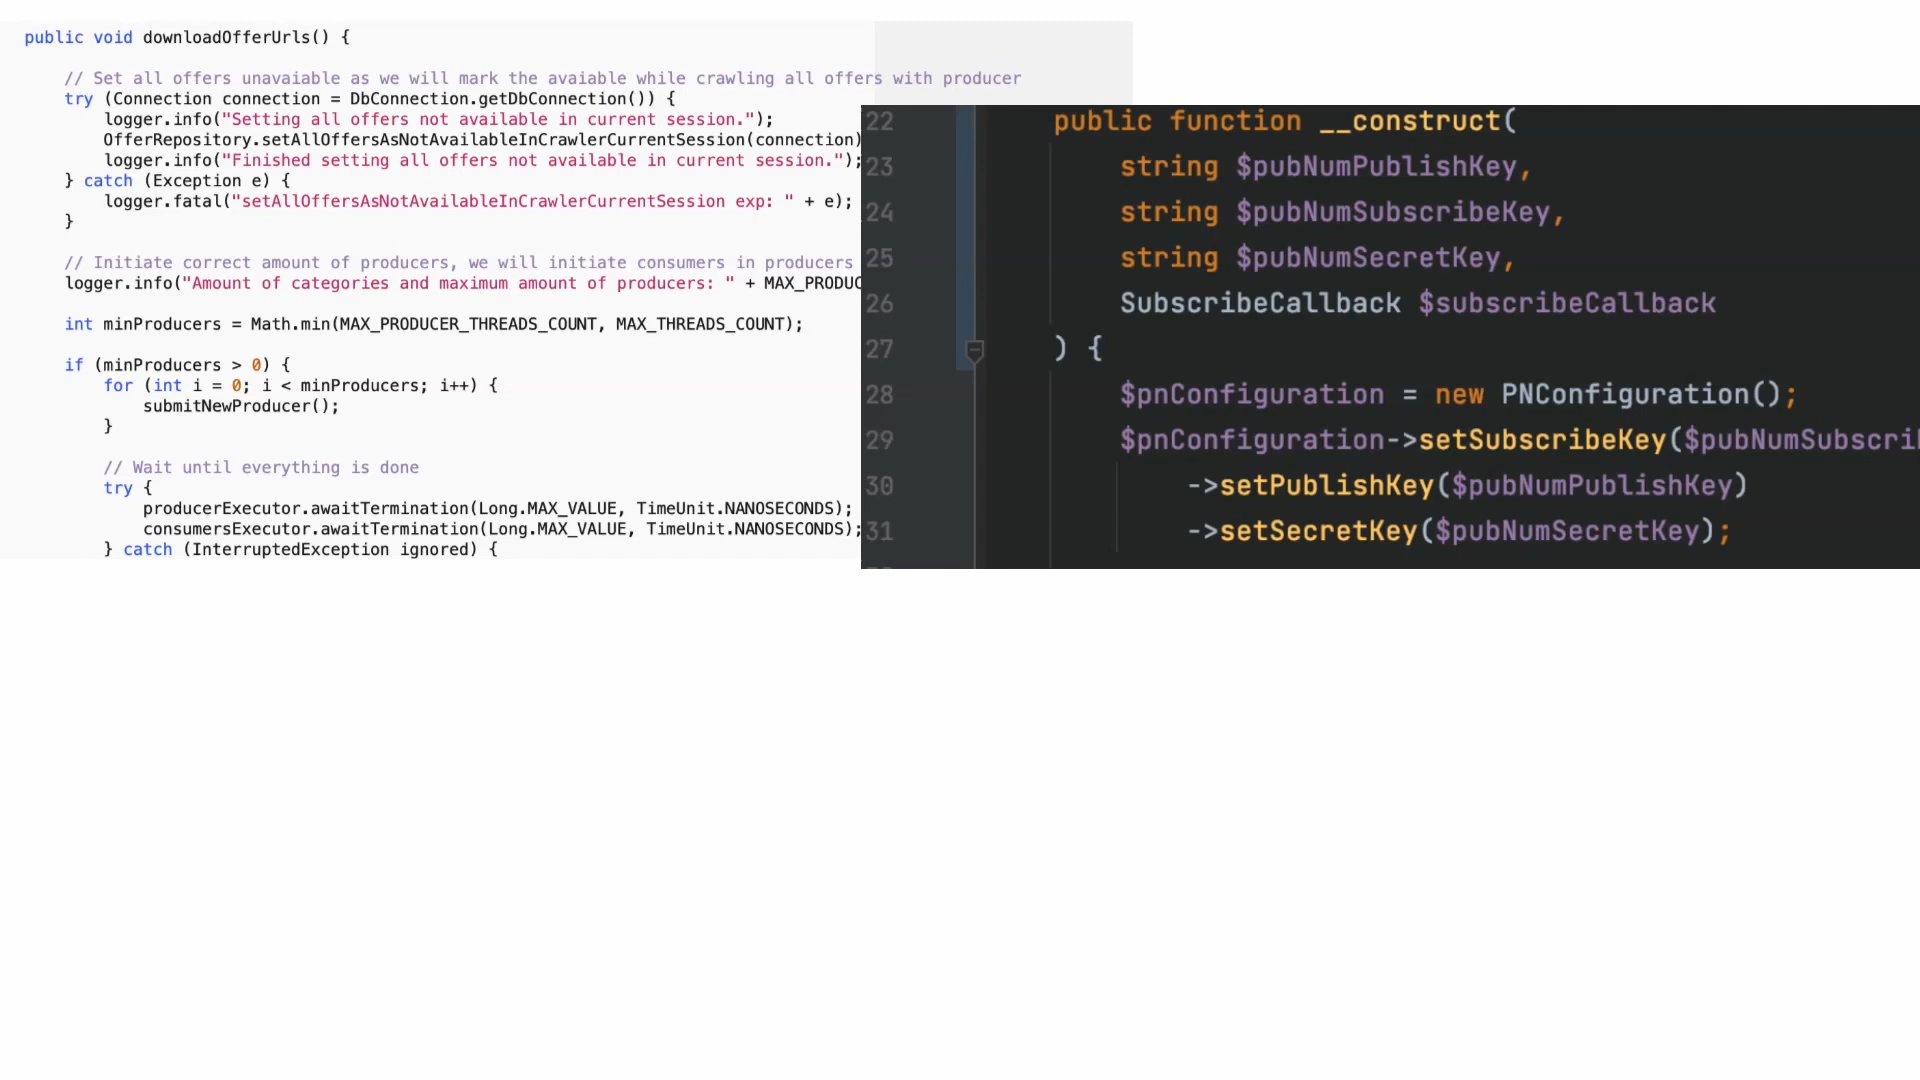 public void downloadOfferUrls() {
// Set all offers unavaiable as we will mark the avaiable while crawling all offers with producer
try (Connection connection = DbConnection.getDbConnection()) {
logger.info("Setting all offers not available in current session.");
OfferRepository.setAllOffersAsNotAvailableInCrawlerCurrentSession(connection)
logger.info("Finished setting all offers not available in current session.");
} catch (Exception e) {
logger.fatal("setAllOffersAsNotAvailableInCrawlerCurrentSession exp: " + e);
}
// Initiate correct amount of producers, we will initiate consumers in producers
logger.info("Amount of categories and maximum amount of producers: " + MAX_PRODUC
int minProducers = Math.min(MAX_PRODUCER_THREADS_COUNT, MAX_THREADS_COUNT);
if (minProducers > 0) {
for (int i = 0; i < minProducers; i++) {
submitNewProducer();
}
// Wait until everything is done
try {
producerExecutor.awaitTermination(Long.MAX_VALUE, TimeUnit.NANOSECONDS);
consumersExecutor.awaitTermination(Long.MAX_VALUE, TimeUnit.NANOSECONDS);
} catch (InterruptedException ignored) {
22 public function __construct(
23 string $pubNumPublishKey,
24 string $pubNumSubscribeKey,
25 string $pubNumSecretKey,
26 SubscribeCallback $subscribeCallback
27 ) {
28 $pnConfiguration = new PNConfiguration();
29 $pnConfiguration->setSubscribeKey($pubNumSubscri
30 ->setPublishKey($pubNumPublishKey)
31 ->setSecretKey($pubNumSecretKey);